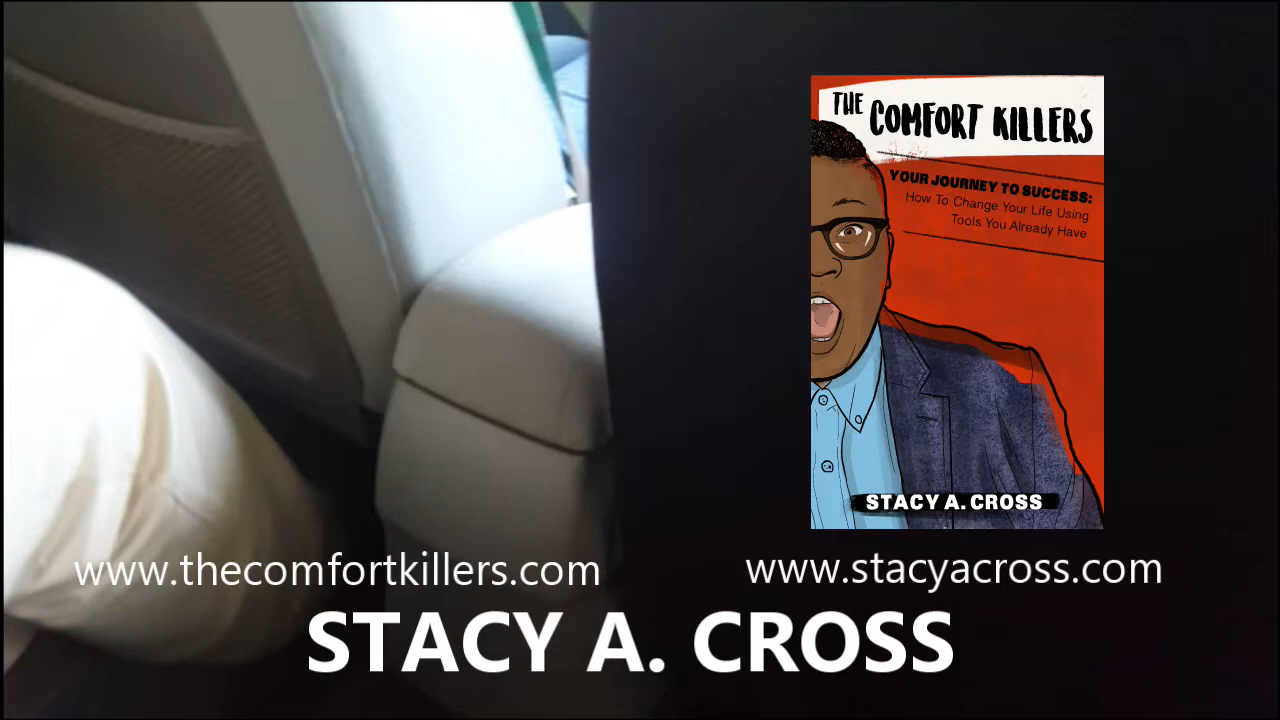 THE COMFORT KILLERS
YOUR JOURNEY TO SUCCESS:
How To Change Your Life Using
Tools You Already Have
STACY A. CROSS
www.thecomfortkillers.com
www.stacyacross.com
STACY A. CROSS